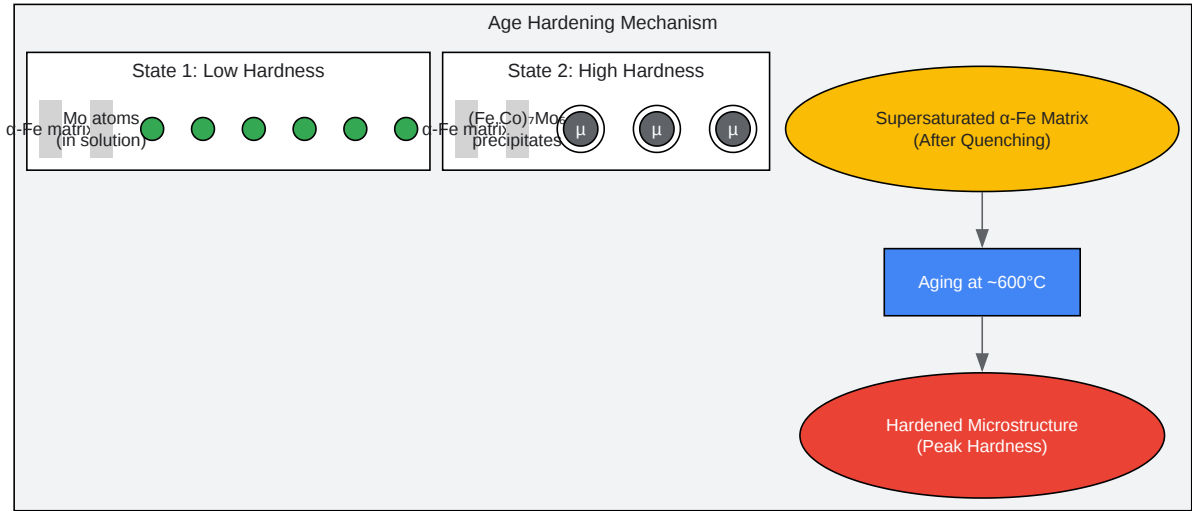 Age Hardening Mechanism
State 1: Low Hardness
α-Fe matrix
Mo atoms
(in solution)
State 2: High Hardness
α-Fe matrix
(Fe,Co)₇Mo₆
precipitates
μ
μ
μ
Supersaturated α-Fe Matrix
(After Quenching)
Aging at ~600°C
Hardened Microstructure
(Peak Hardness)